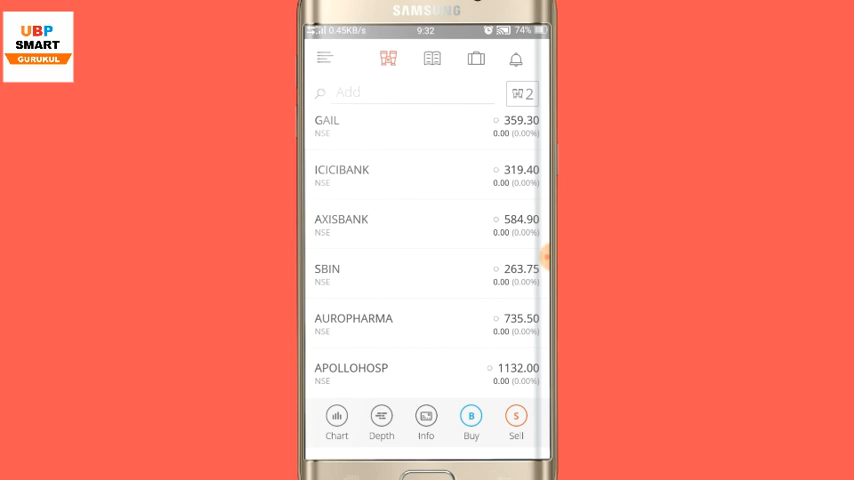 UBP
SMART
GURUKUL
SAMSUNG
0.45KB/s 9:32 74%
Add 2
GAIL 359.30
NSE 0.00 (0.00%)
ICICIBANK 319.40
NSE 0.00 (0.00%)
AXISBANK 584.90
NSE 0.00 (0.00%)
SBIN 263.75
NSE 0.00 (0.00%)
AUROPHARMA 735.50
NSE 0.00 (0.00%)
APOLLOHOSP 1132.00
NSE 0.00 (0.00%)
B S
Chart Depth Info Buy Sell